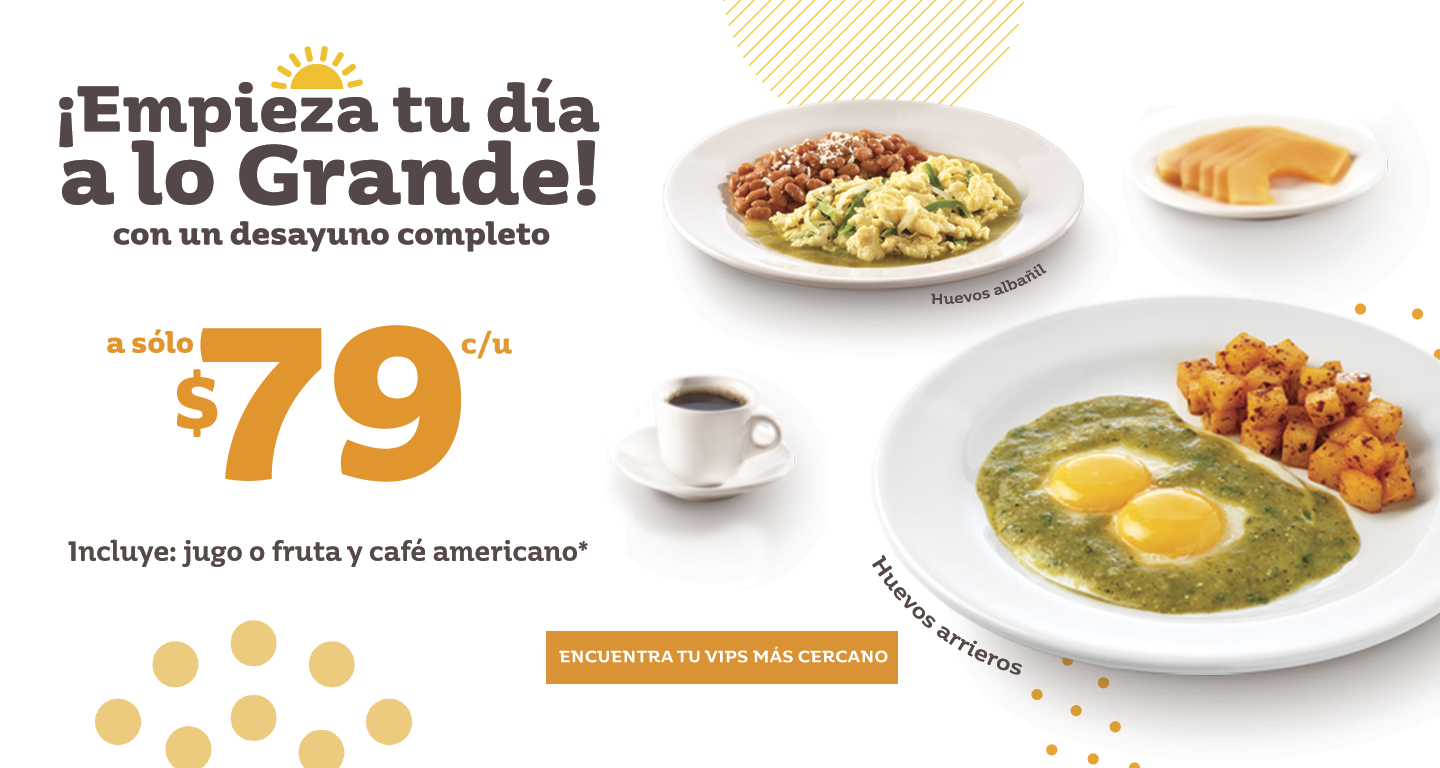 ¡Empieza tu día
a lo Grande!
con un desayuno completo
a sólo $79 c/u
Incluye: jugo o fruta y café americano*
Huevos albañil
Huevos arrieros
ENCUENTRA TU VIPS MÁS CERCANO